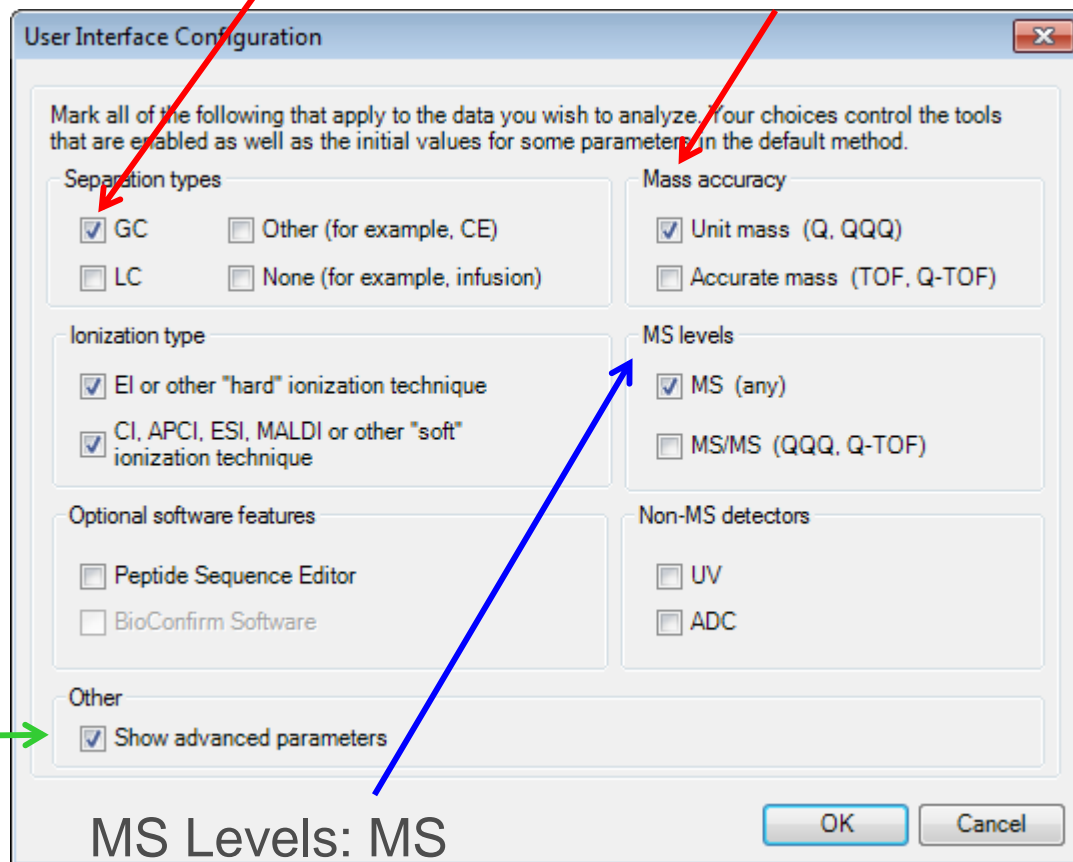 User Interface Configuration
Mark all of the following that apply to the data you wish to analyze. Your choices control the tools
that are enabled as well as the initial values for some parameters in the default method.
Separation types
GC
Other (for example, CE)
LC
None (for example, infusion)
Mass accuracy
Unit mass (Q, QQQ)
Accurate mass (TOF, Q-TOF)
Ionization type
EI or other "hard" ionization technique
CI, APCI, ESI, MALDI or other "soft"
ionization technique
MS levels
MS (any)
MS/MS (QQQ, Q-TOF)
Optional software features
Peptide Sequence Editor
BioConfirm Software
Non-MS detectors
UV
ADC
Other
Show advanced parameters
MS Levels: MS
OK
Cancel